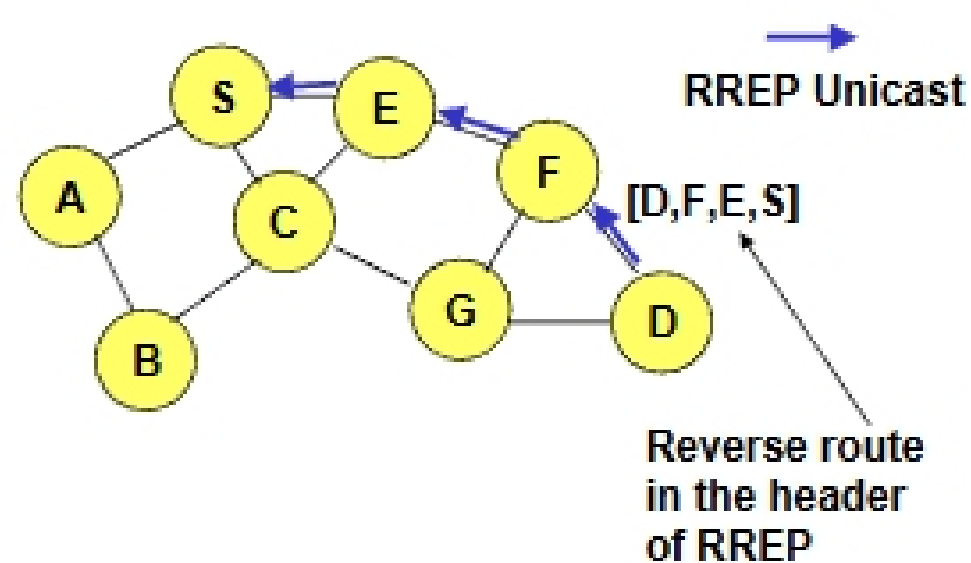 S
E
RREP Unicast
A
C
F
[D,F,E,S]
G
D
B
Reverse route
in the header
of RREP